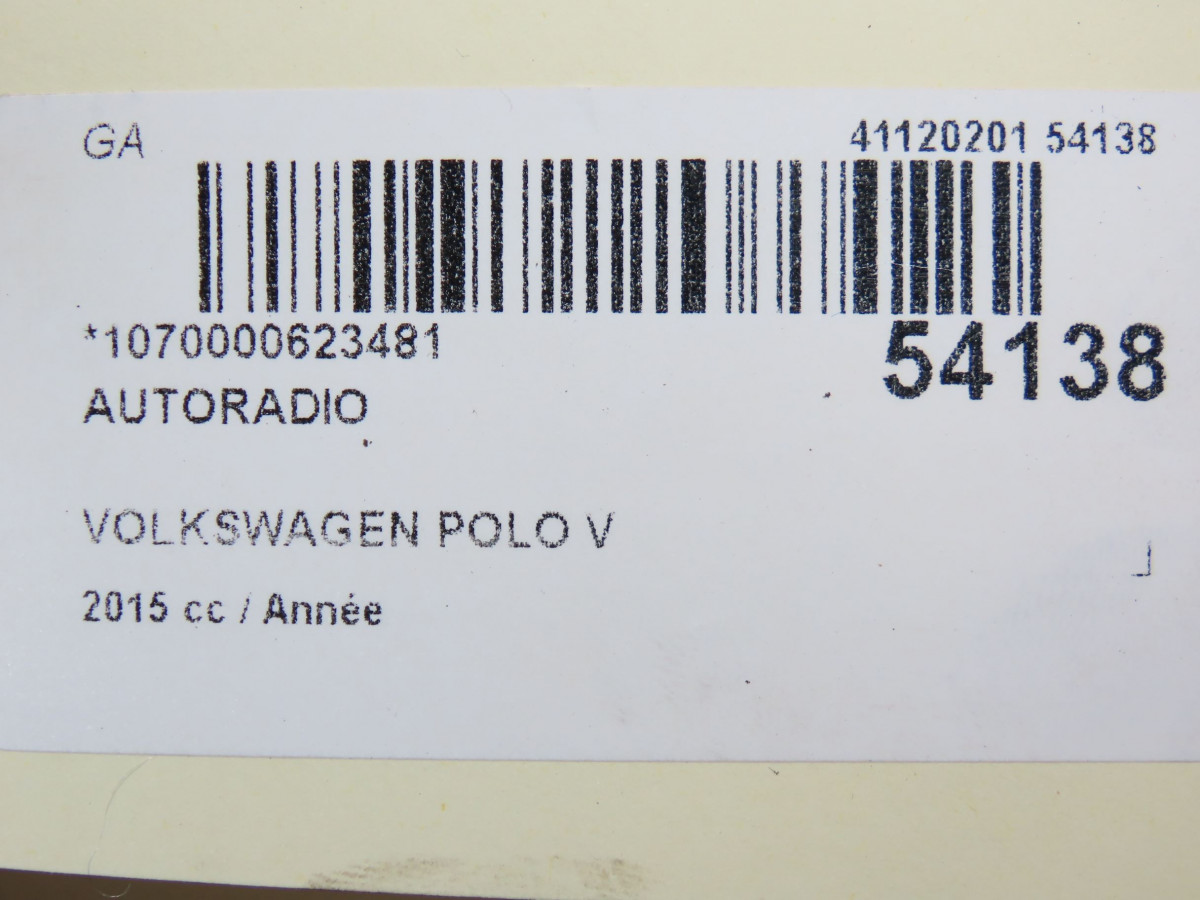 GA
41120201 54138
*1070000623481
54138
AUTORADIO
VOLKSWAGEN POLO V
2015 cc / Année